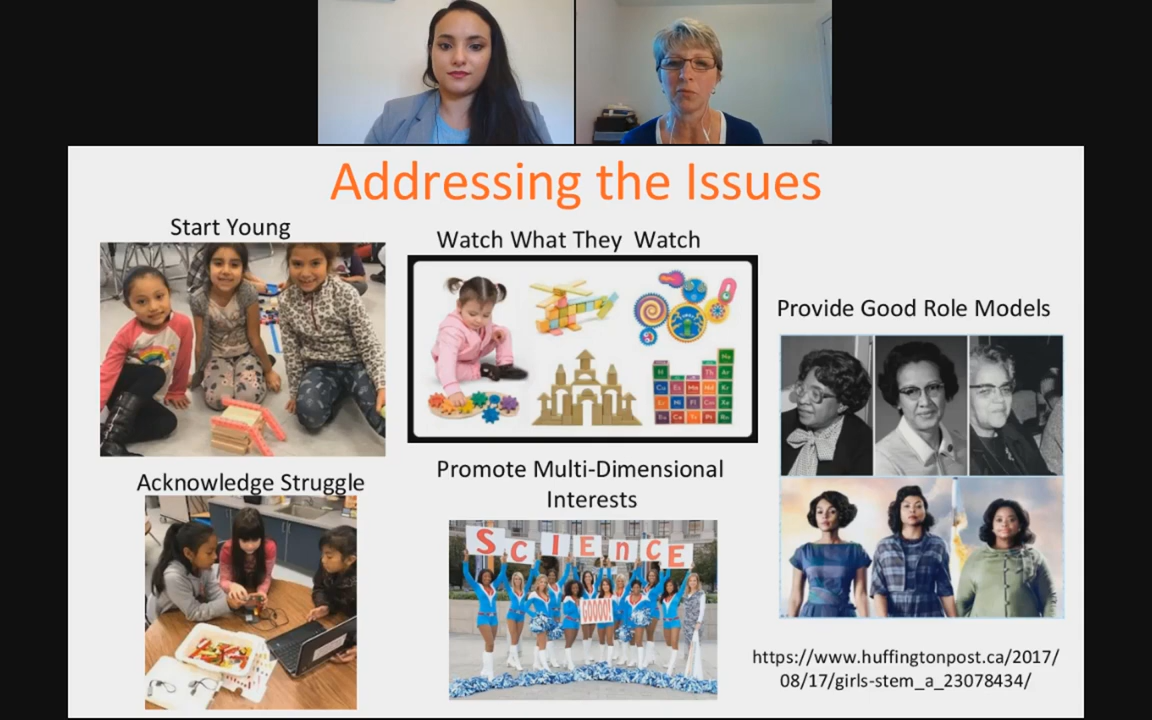 Addressing the Issues
Start Young
Watch What They Watch
Provide Good Role Models
Acknowledge Struggle
Promote Multi-Dimensional
Interests
SCIEnCE
GOOOO!
https://www.huffingtonpost.ca/2017/
08/17/girls-stem_a_23078434/